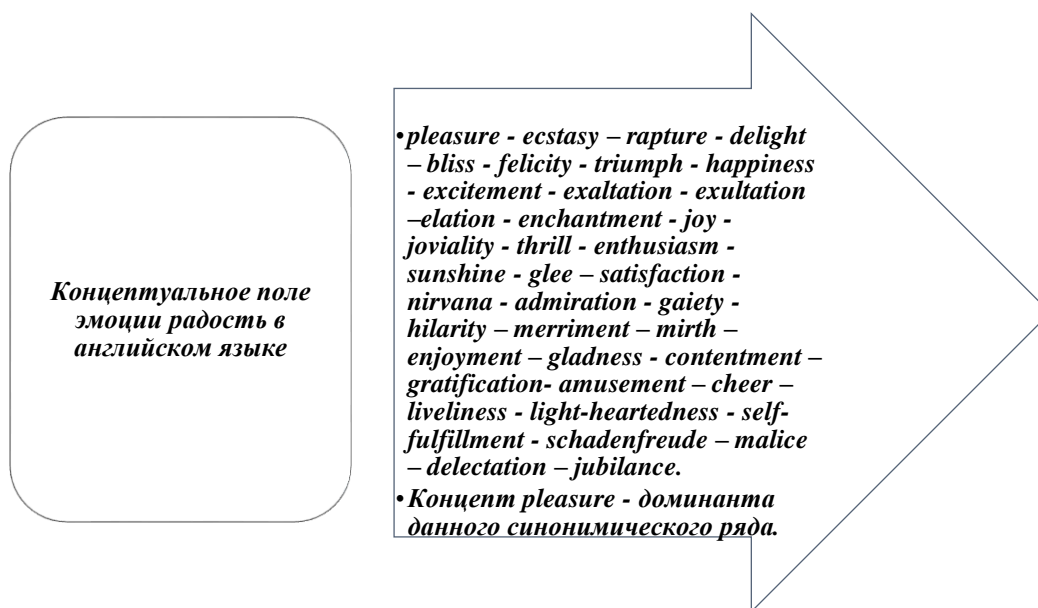 Концептуальное поле
эмоции радость в
английском языке
•pleasure - ecstasy – rapture - delight
– bliss - felicity - triumph - happiness
- excitement - exaltation - exultation
–elation - enchantment - joy -
joviality - thrill - enthusiasm -
sunshine - glee – satisfaction -
nirvana - admiration - gaiety -
hilarity – merriment – mirth –
enjoyment – gladness - contentment –
gratification- amusement – cheer –
liveliness - light-heartedness - self-
fulfillment - schadenfreude – malice
– delectation – jubilance.
•Концепт pleasure - доминанта
данного синонимического ряда.